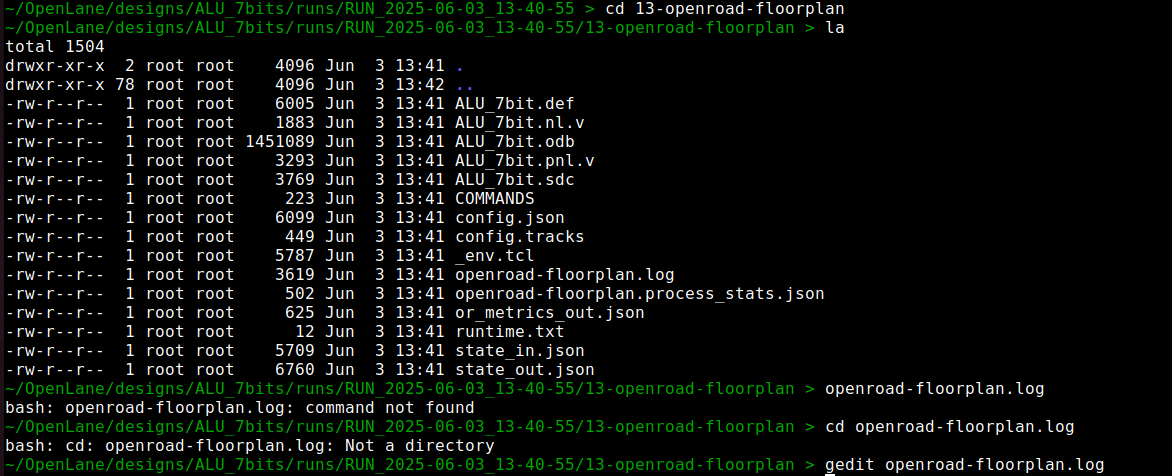 ~/OpenLane/designs/ALU_7bits/runs/RUN_2025-06-03_13-40-55 > cd 13-openroad-floorplan
~/OpenLane/designs/ALU_7bits/runs/RUN_2025-06-03_13-40-55/13-openroad-floorplan > la
total 1504
drwxr-xr-x  2 root root    4096 Jun  3 13:41 .
drwxr-xr-x 78 root root    4096 Jun  3 13:42 ..
-rw-r--r--  1 root root    6005 Jun  3 13:41 ALU_7bit.def
-rw-r--r--  1 root root    1883 Jun  3 13:41 ALU_7bit.nl.v
-rw-r--r--  1 root root 1451089 Jun  3 13:41 ALU_7bit.odb
-rw-r--r--  1 root root    3293 Jun  3 13:41 ALU_7bit.pnl.v
-rw-r--r--  1 root root    3769 Jun  3 13:41 ALU_7bit.sdc
-rw-r--r--  1 root root     223 Jun  3 13:41 COMMANDS
-rw-r--r--  1 root root    6099 Jun  3 13:41 config.json
-rw-r--r--  1 root root     449 Jun  3 13:41 config.tracks
-rw-r--r--  1 root root    5787 Jun  3 13:41 _env.tcl
-rw-r--r--  1 root root    3619 Jun  3 13:41 openroad-floorplan.log
-rw-r--r--  1 root root     502 Jun  3 13:41 openroad-floorplan.process_stats.json
-rw-r--r--  1 root root     625 Jun  3 13:41 or_metrics_out.json
-rw-r--r--  1 root root      12 Jun  3 13:41 runtime.txt
-rw-r--r--  1 root root    5709 Jun  3 13:41 state_in.json
-rw-r--r--  1 root root    6760 Jun  3 13:41 state_out.json
~/OpenLane/designs/ALU_7bits/runs/RUN_2025-06-03_13-40-55/13-openroad-floorplan > openroad-floorplan.log
bash: openroad-floorplan.log: command not found
~/OpenLane/designs/ALU_7bits/runs/RUN_2025-06-03_13-40-55/13-openroad-floorplan > cd openroad-floorplan.log
bash: cd: openroad-floorplan.log: Not a directory
~/OpenLane/designs/ALU_7bits/runs/RUN_2025-06-03_13-40-55/13-openroad-floorplan > gedit openroad-floorplan.log